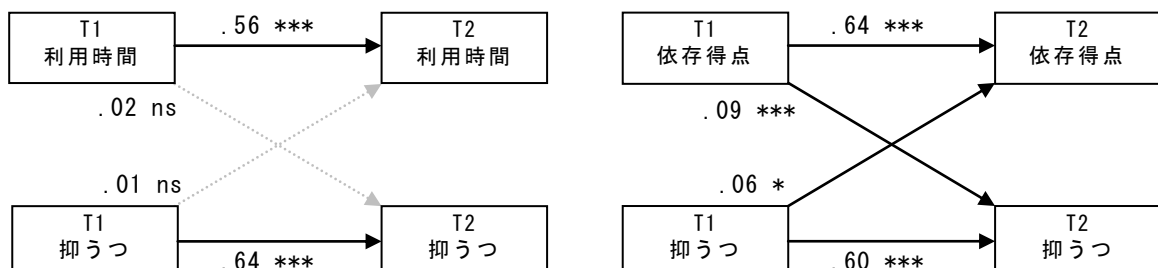 T1
利用時間
.56 ***
T2
利用時間
.02 ns
.01 ns
T1
抑うつ
.64 ***
T2
抑うつ
T1
依存得点
.64 ***
T2
依存得点
.09 ***
.06 *
T1
抑うつ
.60 ***
T2
抑うつ